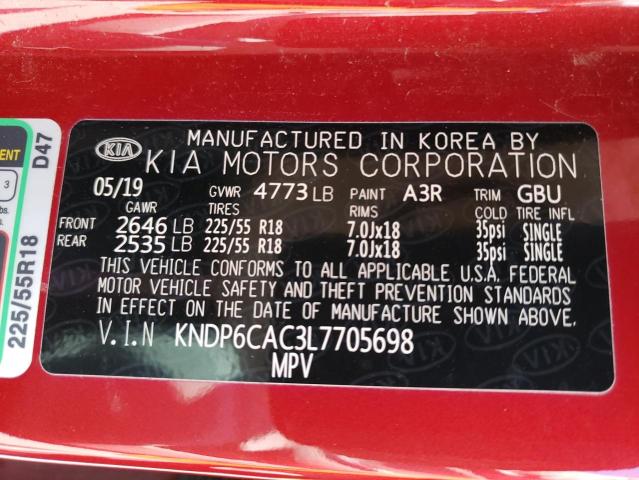 MANUFACTURED IN KOREA BY
KIA KIA MOTORS CORPORATION
05/19 GVWR 4773 LB PAINT A3R TRIM GBU
GAWR TIRES RIMS COLD TIRE INFL
FRONT 2646 LB 225/55 R18 7.0Jx18 35psi SINGLE
REAR 2535 LB 225/55 R18 7.0Jx18 35psi SINGLE
THIS VEHICLE CONFORMS TO ALL APPLICABLE U.S.A. FEDERAL
MOTOR VEHICLE SAFETY AND THEFT PREVENTION STANDARDS
IN EFFECT ON THE DATE OF MANUFACTURE SHOWN ABOVE.
V.I.N KNDP6CAC3L7705698
MPV
225/55R18 D47
3